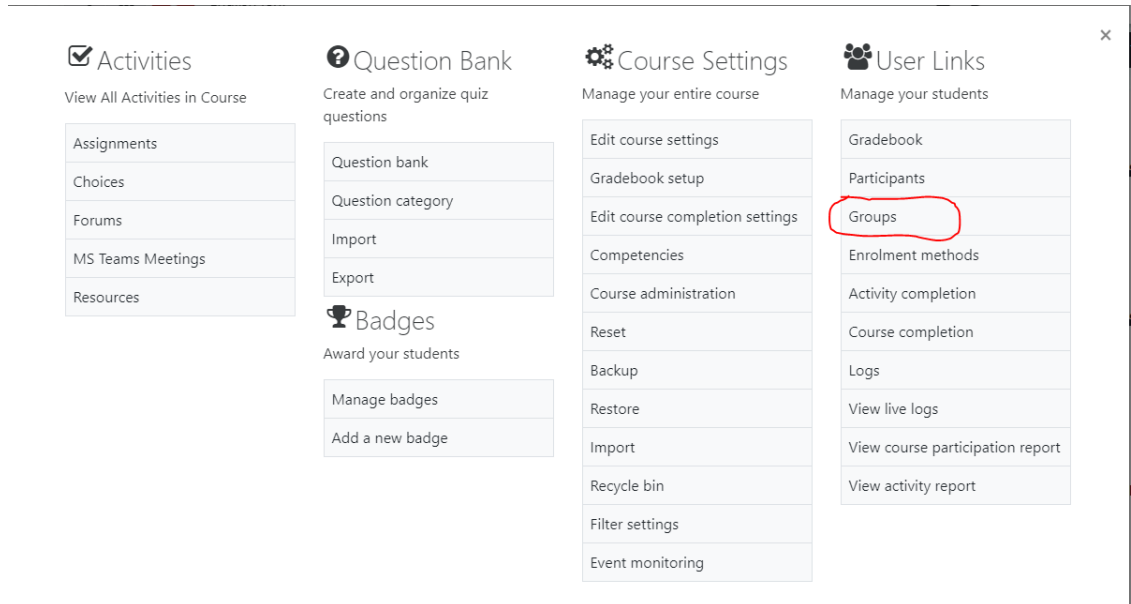 Activities
View All Activities in Course
Assignments
Choices
Forums
MS Teams Meetings
Resources
Question Bank
Create and organize quiz
questions
Question bank
Question category
Import
Export
Badges
Award your students
Manage badges
Add a new badge
Course Settings
Manage your entire course
Edit course settings
Gradebook setup
Edit course completion settings
Competencies
Course administration
Reset
Backup
Restore
Import
Recycle bin
Filter settings
Event monitoring
User Links
Manage your students
Gradebook
Participants
Groups
Enrolment methods
Activity completion
Course completion
Logs
View live logs
View course participation report
View activity report